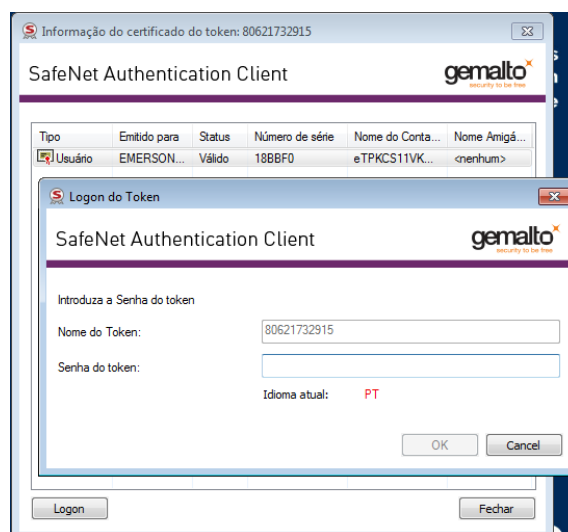 Informação do certificado do token: 80621732915
SafeNet Authentication Client
gemalto
security to be free
Tipo Emitido para Status Número de série Nome do Conta... Nome Amigá...
Usuário EMERSON... Válido 18BBF0 eTPKCS11VK... <nenhum>
Logon do Token
SafeNet Authentication Client
gemalto
security to be free
Introduza a Senha do token
Nome do Token: 80621732915
Senha do token:
Idioma atual: PT
OK Cancel
Logon Fechar